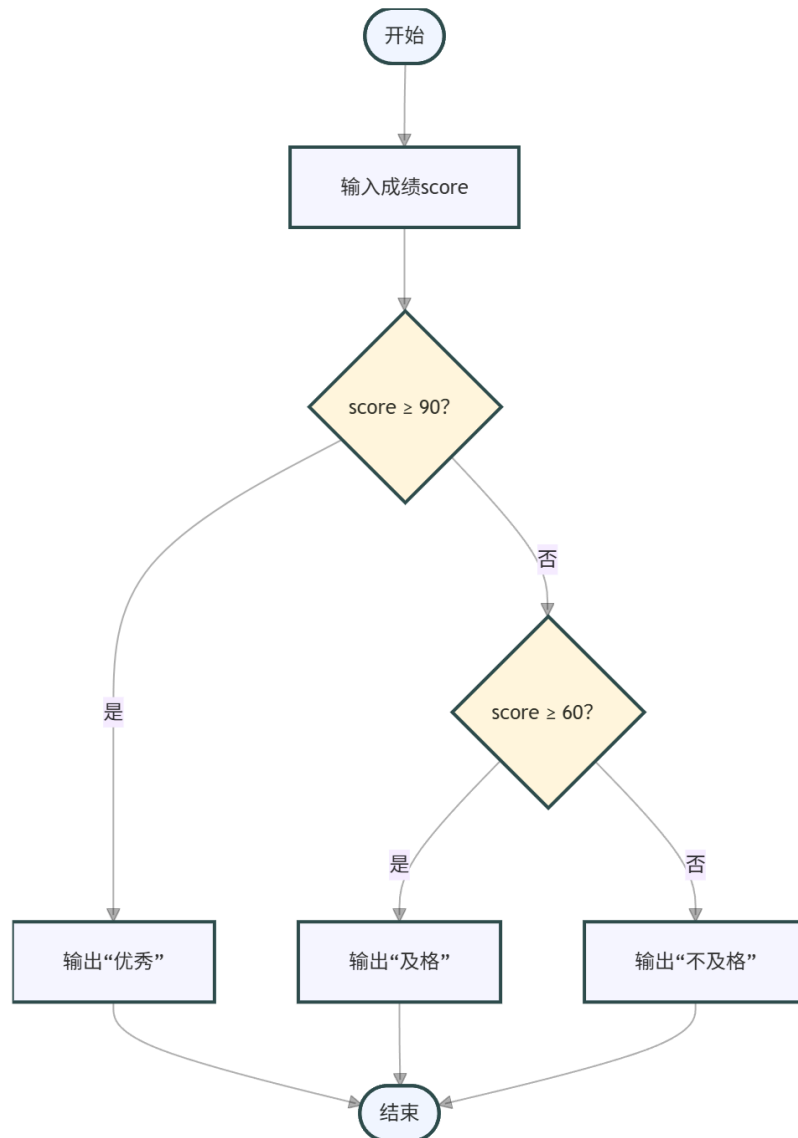 开始
输入成绩score
score ≥ 90?
否
score ≥ 60?
是
是
否
输出“优秀”
输出“及格”
输出“不及格”
结束